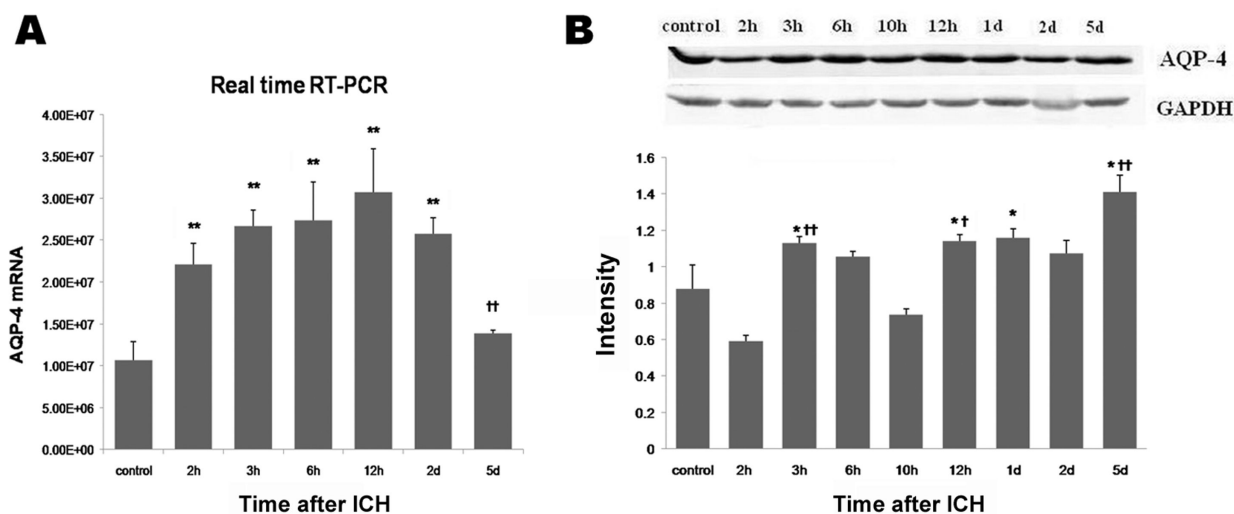 A
Real time RT-PCR
AQP-4 mRNA
4.00E+07
3.50E+07
3.00E+07
2.50E+07
2.00E+07
1.50E+07
1.00E+07
5.00E+06
0.00E+00
**
**
**
**
**
††
control 2h 3h 6h 12h 2d 5d
Time after ICH
B
control 2h 3h 6h 10h 12h 1d 2d 5d
AQP-4
GAPDH
Intensity
1.6
1.4
1.2
1
0.8
0.6
0.4
0.2
0
*††
*†
*
*††
control 2h 3h 6h 10h 12h 1d 2d 5d
Time after ICH